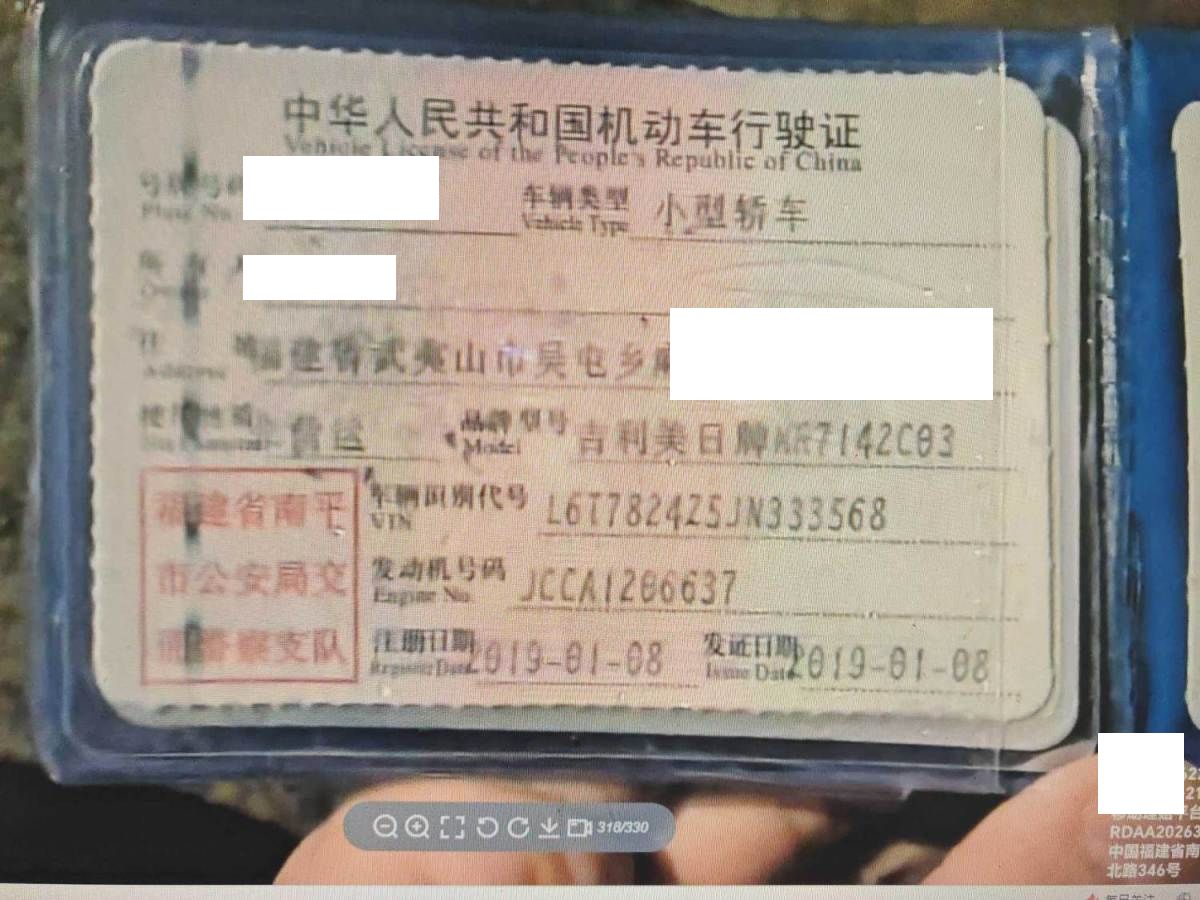 中华人民共和国机动车行驶证
Vehicle License of the People's Republic of China
Plate No.
车辆类型 小型轿车
Vehicle Type
福建省武夷山市吴屯乡
Address
营运
品牌型号 吉利美日牌MR7142C03
Model
福建省南平
市公安局交
警察支队
车辆识别代号 L6T7824Z5JN333568
VIN
发动机号码 JCCA1206637
Engine No.
注册日期 2019-01-08
Register Date
发证日期 2019-01-08
Issue Date
318/330
RDAA20263
中国福建省南
北路346号